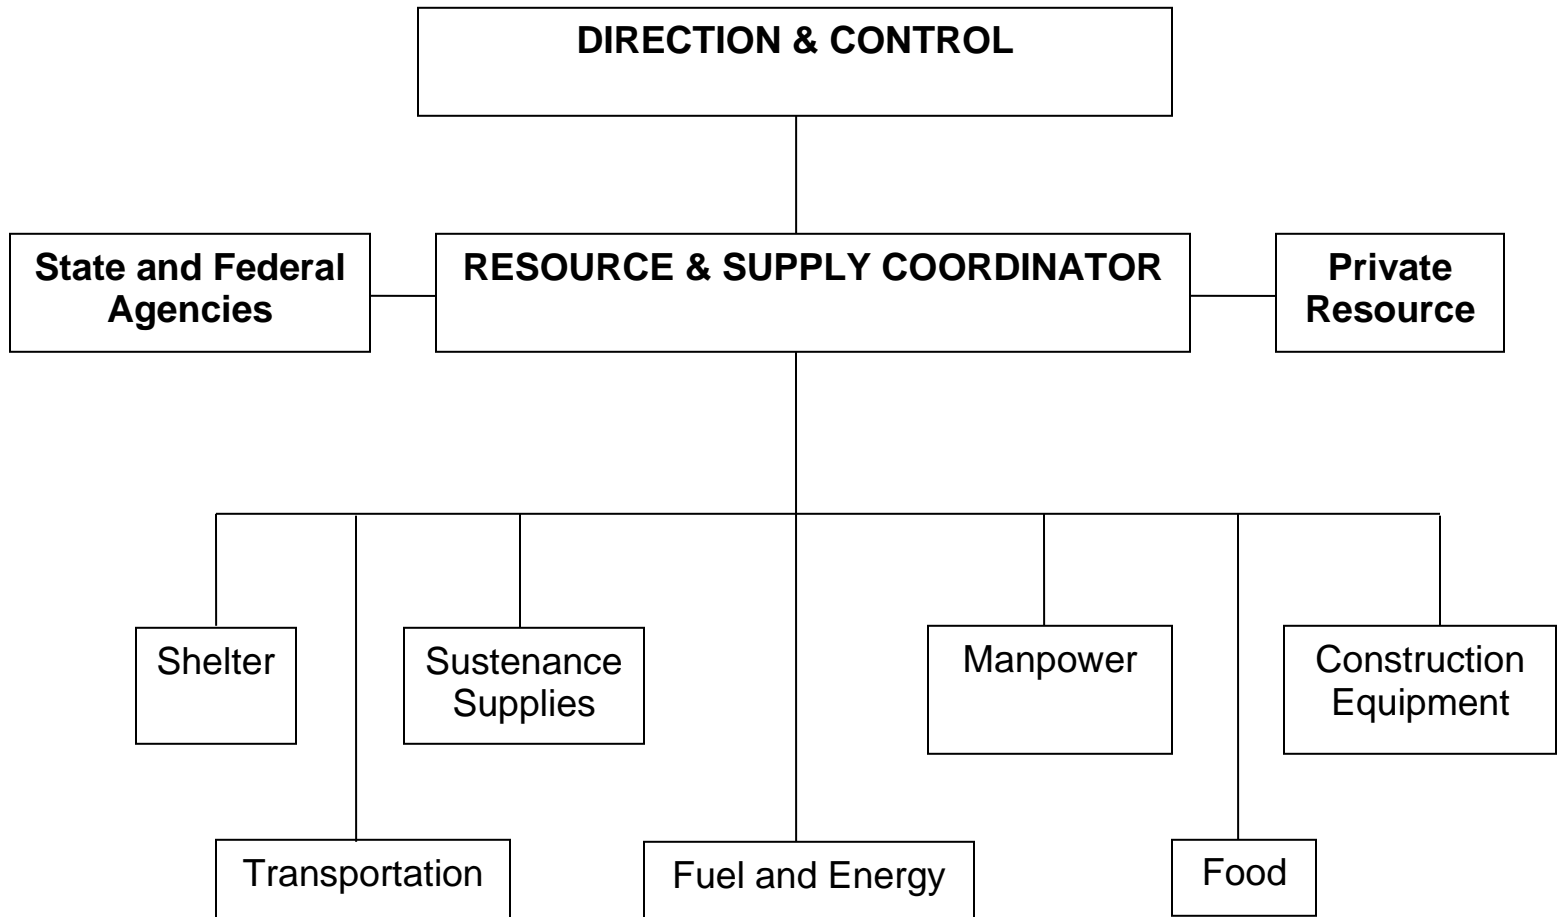 DIRECTION & CONTROL
State and Federal
Agencies
RESOURCE & SUPPLY COORDINATOR
Private
Resource
Shelter
Sustenance
Supplies
Manpower
Construction
Equipment
Transportation
Fuel and Energy
Food